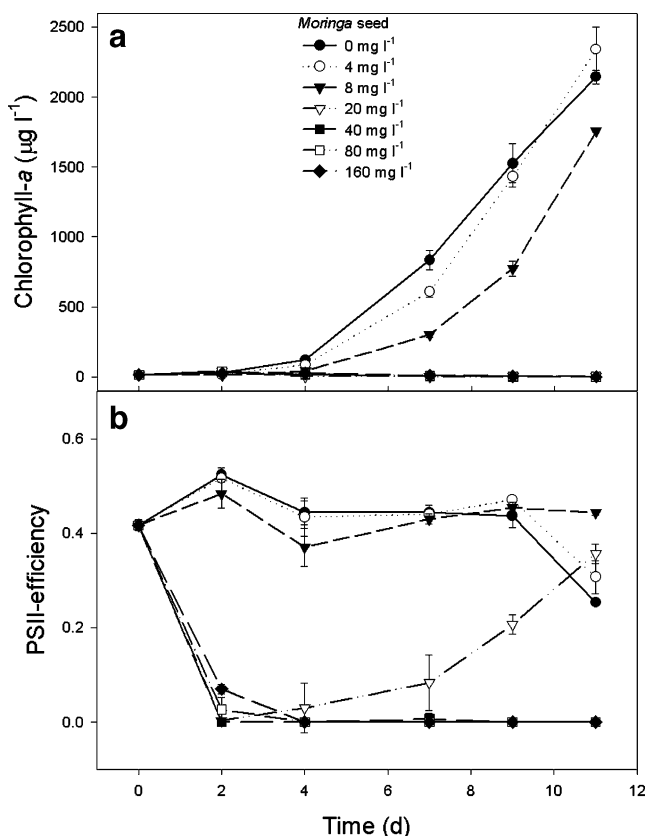 a
Moringa seed
0 mg l⁻¹
4 mg l⁻¹
8 mg l⁻¹
20 mg l⁻¹
40 mg l⁻¹
80 mg l⁻¹
160 mg l⁻¹
Chlorophyll-a (µg l⁻¹)
2500
2000
1500
1000
500
0
b
PSII-efficiency
0.6
0.4
0.2
0.0
0 2 4 6 8 10 12
Time (d)